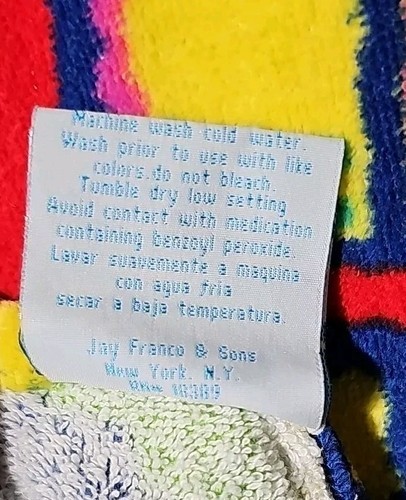 Machine wash cold water.
Wash prior to use with like
colors.do not bleach.
Tumble dry low setting
Avoid contact with medication
containing benzoyl peroxide.
Lavar suavemente a maquina
con agua fria
secar a baja temperatura.
Jay Franco & Sons
New York. N.Y.
RN# 18389